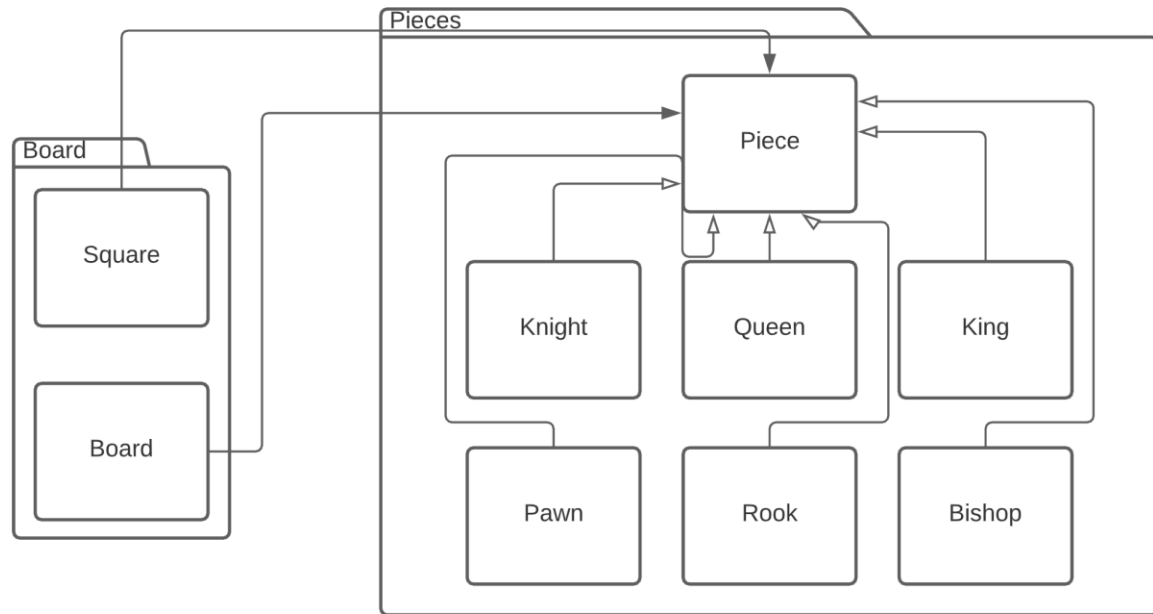 Pieces
Piece
Board
Square
Knight
Queen
King
Board
Pawn
Rook
Bishop